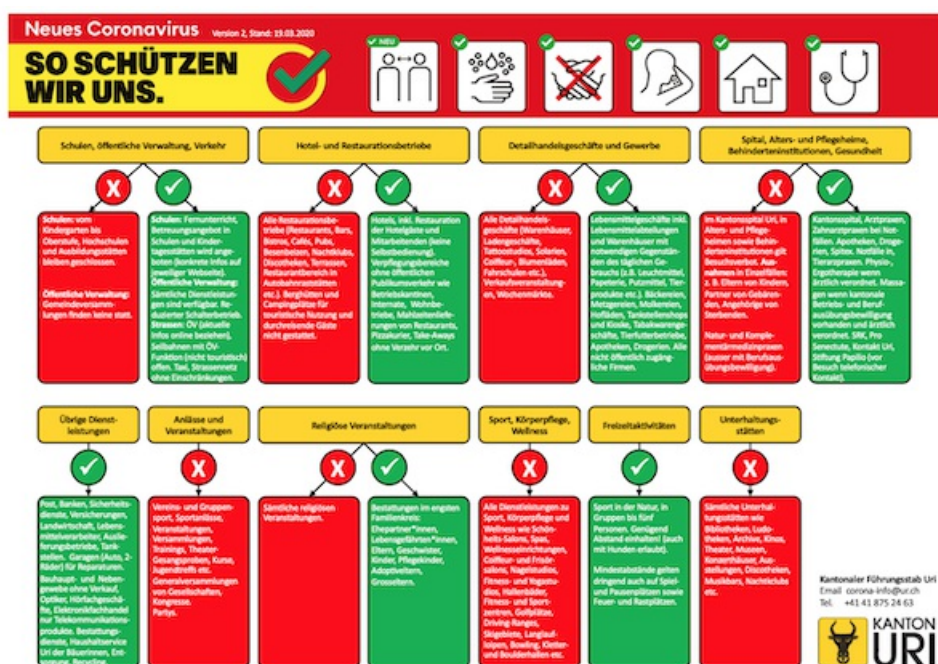 Neues Coronavirus Version 2, Stand: 19.03.2020
SO SCHÜTZEN
WIR UNS.
NEU
Schulen, öffentliche Verwaltung, Verkehr
Hotel- und Restaurationsbetriebe
Detailhandelsgeschäfte und Gewerbe
Spital, Alters- und Pflegeheime,
Behinderteninstitutionen, Gesundheit
X
X
X
X
Schulen: vom
Kindergarten bis
Oberstufe, Hochschulen
und Ausbildungsstätten
bleiben geschlossen.
Öffentliche Verwaltung:
Gemeindeversamm-
lungen finden keine statt.
Schulen: Fernunterricht,
Betreuungsangebot in
Schulen und Kinder-
tagesstätten wird ange-
boten (konkrete Infos auf
jeweiliger Webseite).
Öffentliche Verwaltung:
Sämtliche Dienstleistun-
gen sind verfügbar. Re-
duzierter Schalterbetrieb.
Strassen: ÖV (aktuelle
Infos online beziehen),
Seilbahnen mit ÖV-
Funktion (nicht touristisch)
offen. Taxi, Strassennetz
ohne Einschränkungen.
Alle Restaurationsbe-
triebe (Restaurants, Bars,
Bistros, Cafés, Pubs,
Besenbeizen, Nachtklubs,
Discotheken, Terrassen,
Restaurantbereich in
Autobahnraststätten
etc.). Berghütten und
Campingplätze für
touristische Nutzung und
durchreisende Gäste
nicht gestattet.
Hotels, inkl. Restauration
der Hotelgäste und
Mitarbeitenden (keine
Selbstbedienung).
Verpflegungsbereiche
ohne öffentlichen
Publikumsverkehr wie
Betriebskantinen,
Internate, Wohnbe-
triebe, Mahlzeitenliefe-
rungen von Restaurants,
Pizzakurier, Take-Aways
ohne Verzehr vor Ort.
Alle Detailhandels-
geschäfte (Warenhäuser,
Ladengeschäfte,
Tattoostudios, Solarien,
Coiffeur-, Blumenläden,
Fahrschulen etc.),
Verkaufsveranstaltun-
gen, Wochenmärkte.
Lebensmittelgeschäfte inkl.
Lebensmittelabteilungen
und Warenhäuser mit
notwendigen Gegenstän-
den des täglichen Ge-
brauchs (z.B. Leuchtmittel,
Papeterie, Putzmittel, Tier-
produkte etc.). Bäckereien,
Metzgereien, Molkereien,
Hofläden, Tankstellenshops
und Kioske, Tabakwarenge-
schäfte, Tierfutterbetriebe,
Apotheken, Drogerien. Alle
nicht öffentlich zugäng-
liche Firmen.
Im Kantonsspital Uri, in
Alters- und Pflege-
heimen sowie Behin-
derteninstitutionen gilt
Besuchsverbot. Aus-
nahmen in Einzelfällen:
z. B. Eltern von Kindern,
Partner von Gebären-
den, Angehörige von
Sterbenden.
Natur- und Komple-
mentärmedizinpraxen
(ausser mit Berufsaus-
übungsbewilligung).
Kantonsspital, Arztpraxen,
Zahnarztpraxen bei Not-
fällen. Apotheken, Droge-
rien, Spitex. Notfälle in
Tierarztpraxen. Physio-,
Ergotherapie wenn
ärztlich verordnet. Massa-
gen wenn kantonale
Betriebs- und Beruf-
ausübungsbewilligung
vorhanden und ärztlich
verordnet. SRK, Pro
Senectute, Kontakt Uri,
Stiftung Papilio (vor
Besuch telefonischer
Kontakt).
Übrige Dienst-
leistungen
Anlässe und
Veranstaltungen
Religiöse Veranstaltungen
Sport, Körperpflege,
Wellness
Freizeitaktivitäten
Unterhaltungs-
stätten
X
X
X
X
Post, Banken, Sicherheits-
dienste, Versicherungen,
Landwirtschaft, Lebens-
mittelverarbeiter, Auslie-
ferungsbetriebe, Tank-
stellen. Garagen (Auto, 2-
Räder) für Reparaturen.
Bauhaupt- und Neben-
gewebe ohne Verkauf,
Optiker, Hörfachgeschä-
fte, Elektronikfachhandel
nur Telekommunikations-
produkte, Bestattungs-
dienste, Haushaltservice
Uri der Bäuerinnen, Ent-
sorgung, Recycling.
Vereins- und Gruppen-
sport, Sportanlässe,
Veranstaltungen,
Versammlungen,
Trainings, Theater-
Gesangsproben, Kurse,
Jugendtreffs etc.
Generalversammlungen
von Gesellschaften,
Kongresse.
Partys.
Sämtliche religiösen
Veranstaltungen.
Bestattungen im engsten
Familienkreis:
Ehepartner*innen,
Lebensgefährten*innen,
Eltern, Geschwister,
Kinder, Pflegekinder,
Adoptiveltern,
Grosseltern.
Alle Dienstleistungen zu
Sport, Körperpflege und
Wellness wie Schön-
heits-Salons, Spas,
Wellnesseinrichtungen,
Coiffeur- und Frisör-
salons, Nagelstudios,
Fitness- und Yogastu-
dios, Hallenbäder,
Fitness- und Sport-
zentren, Golfplätze,
Driving-Ranges,
Skigebiete, Langlauf-
loipen, Bowling, Kletter-
und Boulderhallen etc.
Sport in der Natur, in
Gruppen bis fünf
Personen. Genügend
Abstand einhalten! (auch
mit Hunden erlaubt).
Mindestabstände gelten
dringend auch auf Spiel-
und Pausenplätzen sowie
Feuer- und Rastplätzen.
Sämtliche Unterhal-
tungsstätten wie
Bibliotheken, Ludo-
theken, Archive, Kinos,
Theater, Museen,
Konzerthäuser, Aus-
stellungen, Discotheken,
Musikbars, Nachtclubs
etc.
Kantonaler Führungsstab Uri
Email corona-info@ur.ch
Tel. +41 41 875 24 63
KANTON
URI